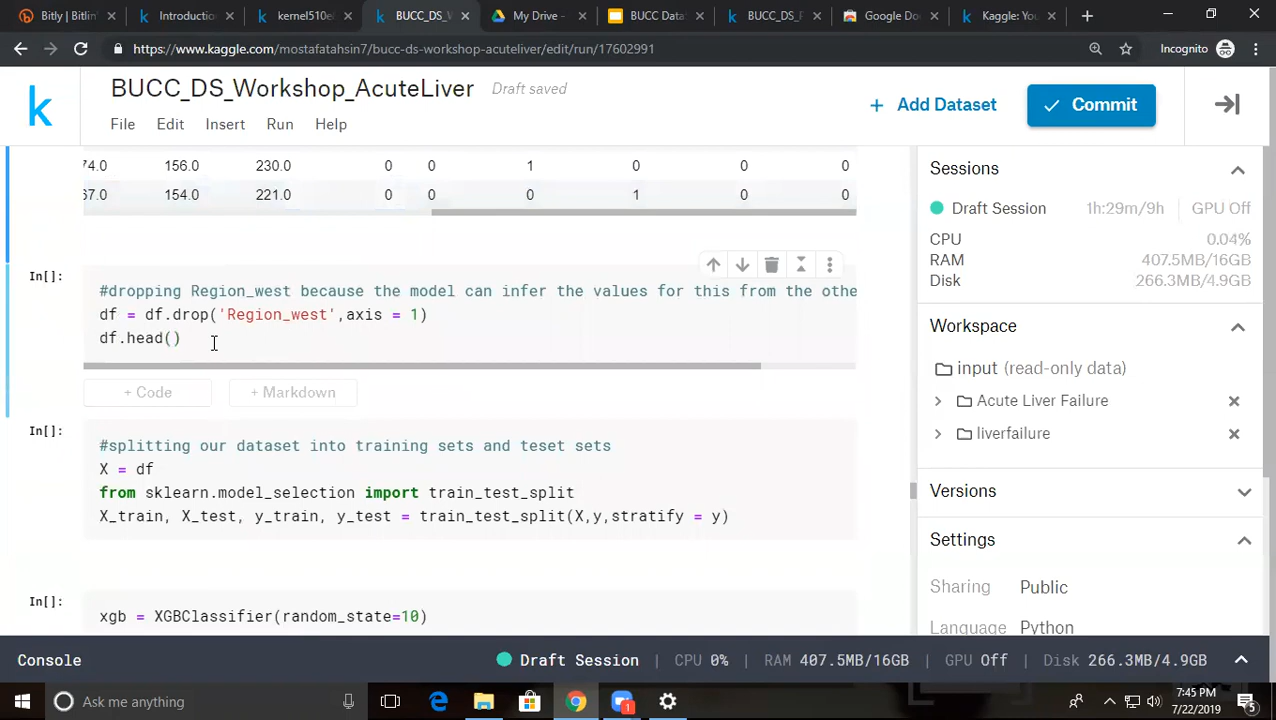 Bitly | Bitlin
Introduction
kernel510e
BUCC_DS_W
My Drive -
BUCC Data
BUCC_DS_F
Google Do
Kaggle: You
https://www.kaggle.com/mostafatahsin7/bucc-ds-workshop-acuteliver/edit/run/17602991
Incognito
k
BUCC_DS_Workshop_AcuteLiver
Draft saved
File Edit Insert Run Help
+ Add Dataset
Commit
74.0 156.0 230.0 0 0 1 0 0
67.0 154.0 221.0 0 0 0 1 0 0
In[]:
#dropping Region_west because the model can infer the values for this from the othe
df = df.drop('Region_west',axis = 1)
df.head()
+ Code
+ Markdown
In[]:
#splitting our dataset into training sets and teset sets
X = df
from sklearn.model_selection import train_test_split
X_train, X_test, y_train, y_test = train_test_split(X,y,stratify = y)
In[]:
xgb = XGBClassifier(random_state=10)
Sessions
Draft Session 1h:29m/9h GPU Off
CPU 0.04%
RAM 407.5MB/16GB
Disk 266.3MB/4.9GB
Workspace
input (read-only data)
Acute Liver Failure
liverfailure
Versions
Settings
Sharing Public
Language Python
Console
Draft Session | CPU 0% | RAM 407.5MB/16GB | GPU Off | Disk 266.3MB/4.9GB
Ask me anything
1
7:45 PM
7/22/2019
5